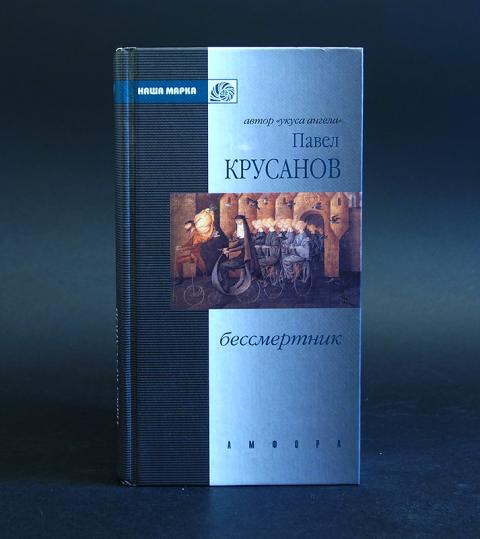 НАША МАРКА
автор «укуса ангела»
Павел
КРУСАНОВ
бессмертник
АМФОРА